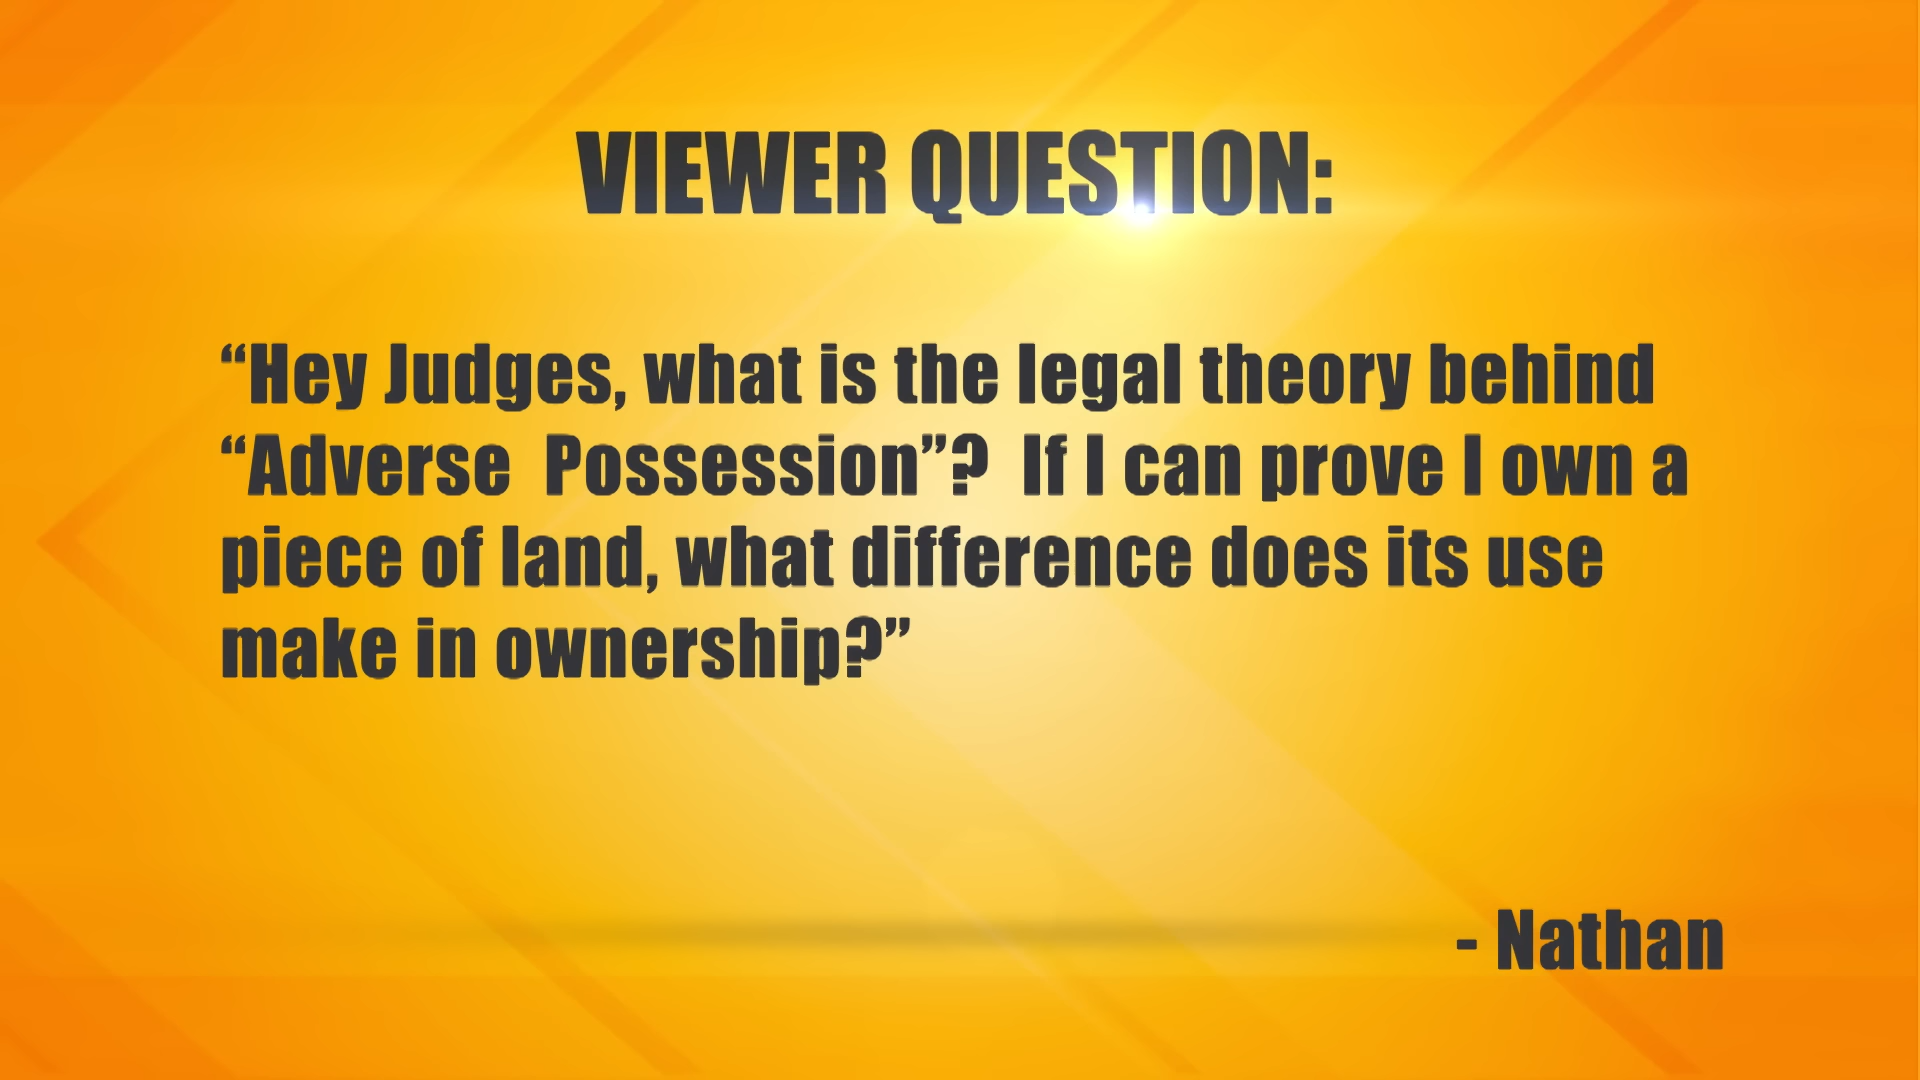 VIEWER QUESTION:
“Hey Judges, what is the legal theory behind
“Adverse  Possession”?  If I can prove I own a
piece of land, what difference does its use
make in ownership?”
- Nathan